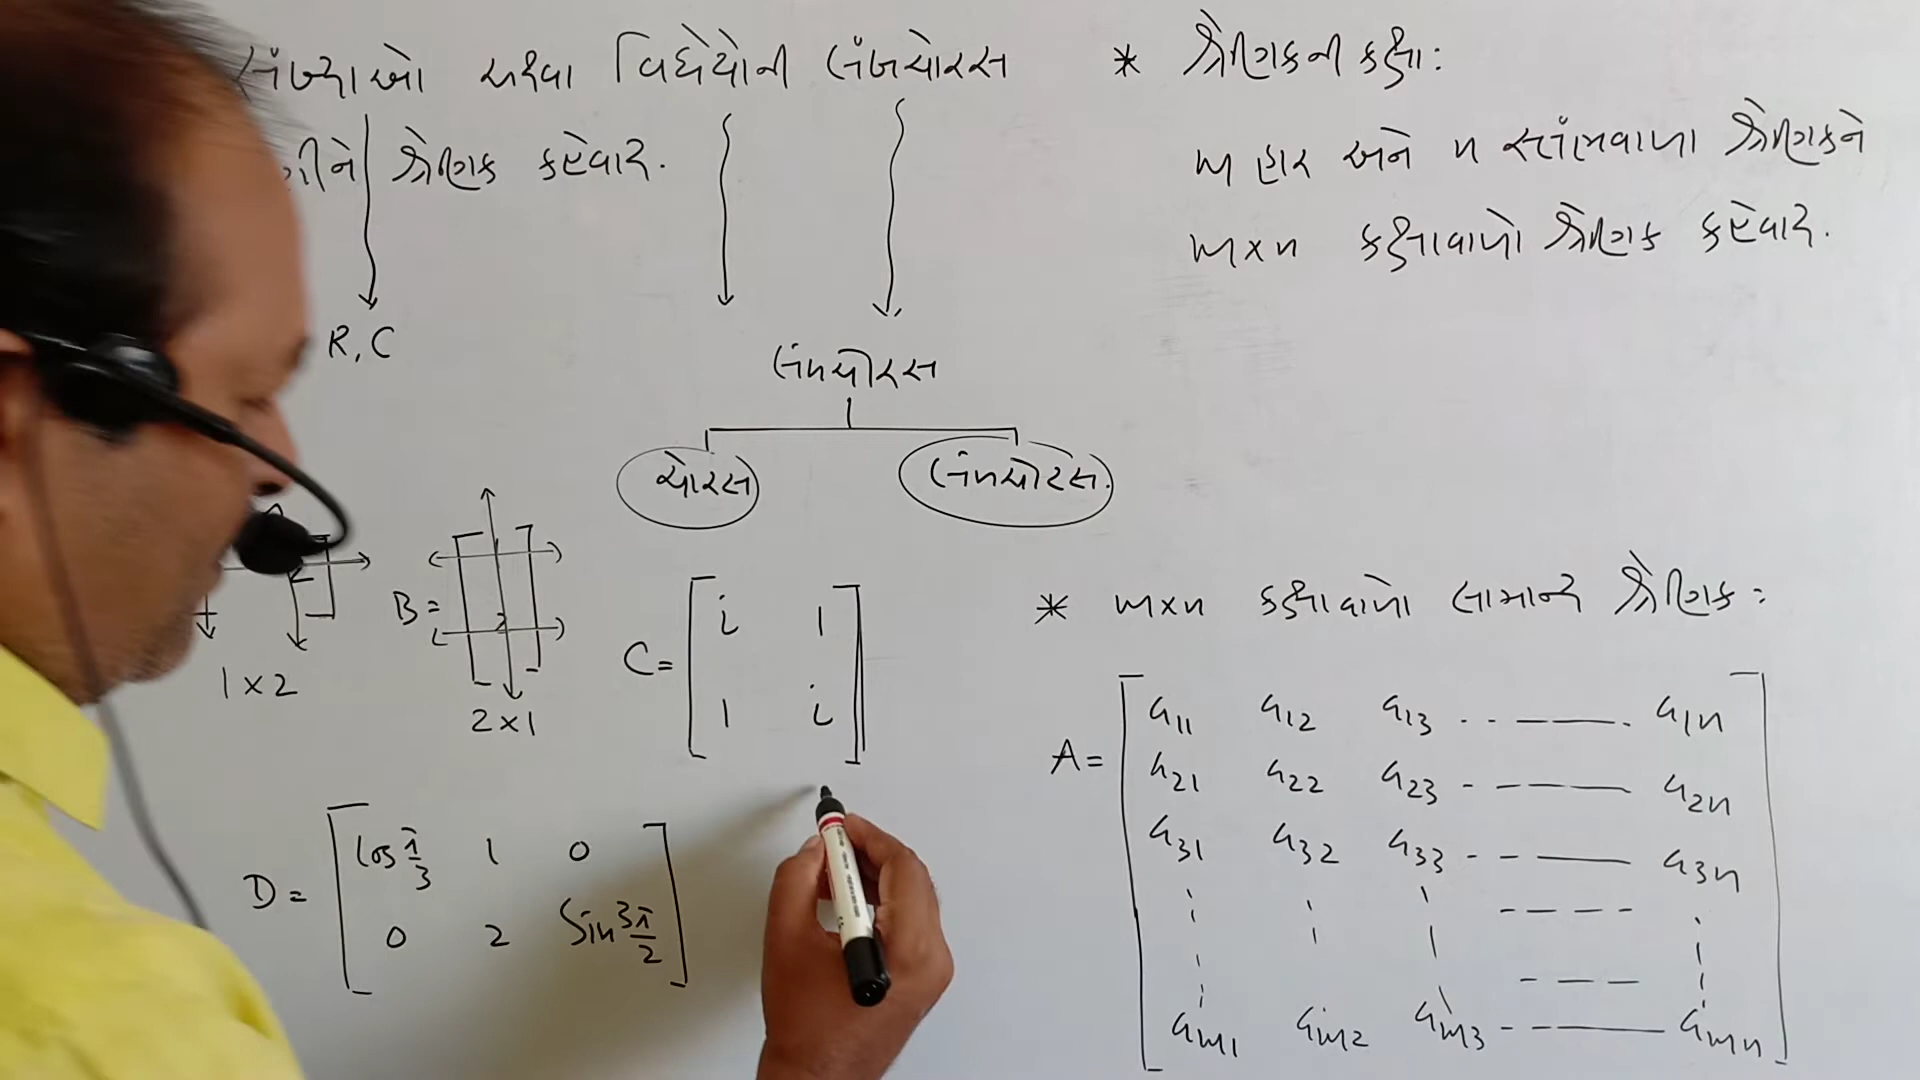 સંખ્યાઓ અથવા વિધેયોની લંબચોરસ
શ્રેણિક કહેવાય.
R, C
લંબચોરસ
ચોરસ લંબચોરસ.
1 x 2
B =
2 x 1
C = [ i 1
1 i ]
D = [ cos π/3 1 0
0 2 sin 3π/2 ]
* શ્રેણિકની કક્ષા :
m હાર અને n સ્તંભવાળા શ્રેણિકને
m x n કક્ષાવાળો શ્રેણિક કહેવાય.
* m x n કક્ષાવાળો સામાન્ય શ્રેણિક :
A = [ a11 a12 a13 - - - a1n
a21 a22 a23 - - - a2n
a31 a32 a33 - - - a3n
am1 am2 am3 - - - amn ]